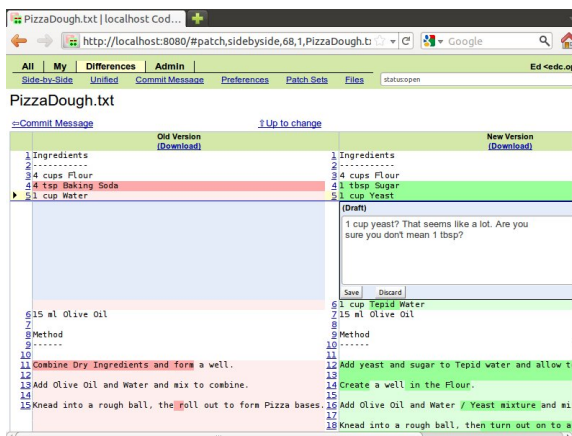 PizzaDough.txt | localhost Cod...
http://localhost:8080/#patch,sidebyside,68,1,PizzaDough.t
Google
All My Differences Admin
Ed <edc.op
Side-by-Side Unified Commit Message Preferences Patch Sets Files status:open
PizzaDough.txt
⇦Commit Message
⇧Up to change
Old Version
(Download)
1 Ingredients
2 -----------
3 4 cups Flour
4 4 tsp Baking Soda
5 1 cup Water
6 15 ml Olive Oil
7
8 Method
9 ------
10
11 Combine Dry Ingredients and form a well.
12
13 Add Olive Oil and Water and mix to combine.
14
15 Knead into a rough ball, the roll out to form Pizza bases.
New Version
(Download)
1 Ingredients
2 -----------
3 4 cups Flour
4 1 tbsp Sugar
5 1 cup Yeast
(Draft)
1 cup yeast? That seems like a lot. Are you
sure you don't mean 1 tbsp?
Save Discard
6 1 cup Tepid Water
7 15 ml Olive Oil
8
9 Method
10 ------
11
12 Add yeast and sugar to Tepid water and allow t
13
14 Create a well in the Flour.
15
16 Add Olive Oil and Water / Yeast mixture and mi
17
18 Knead into a rough ball, then turn out on to a